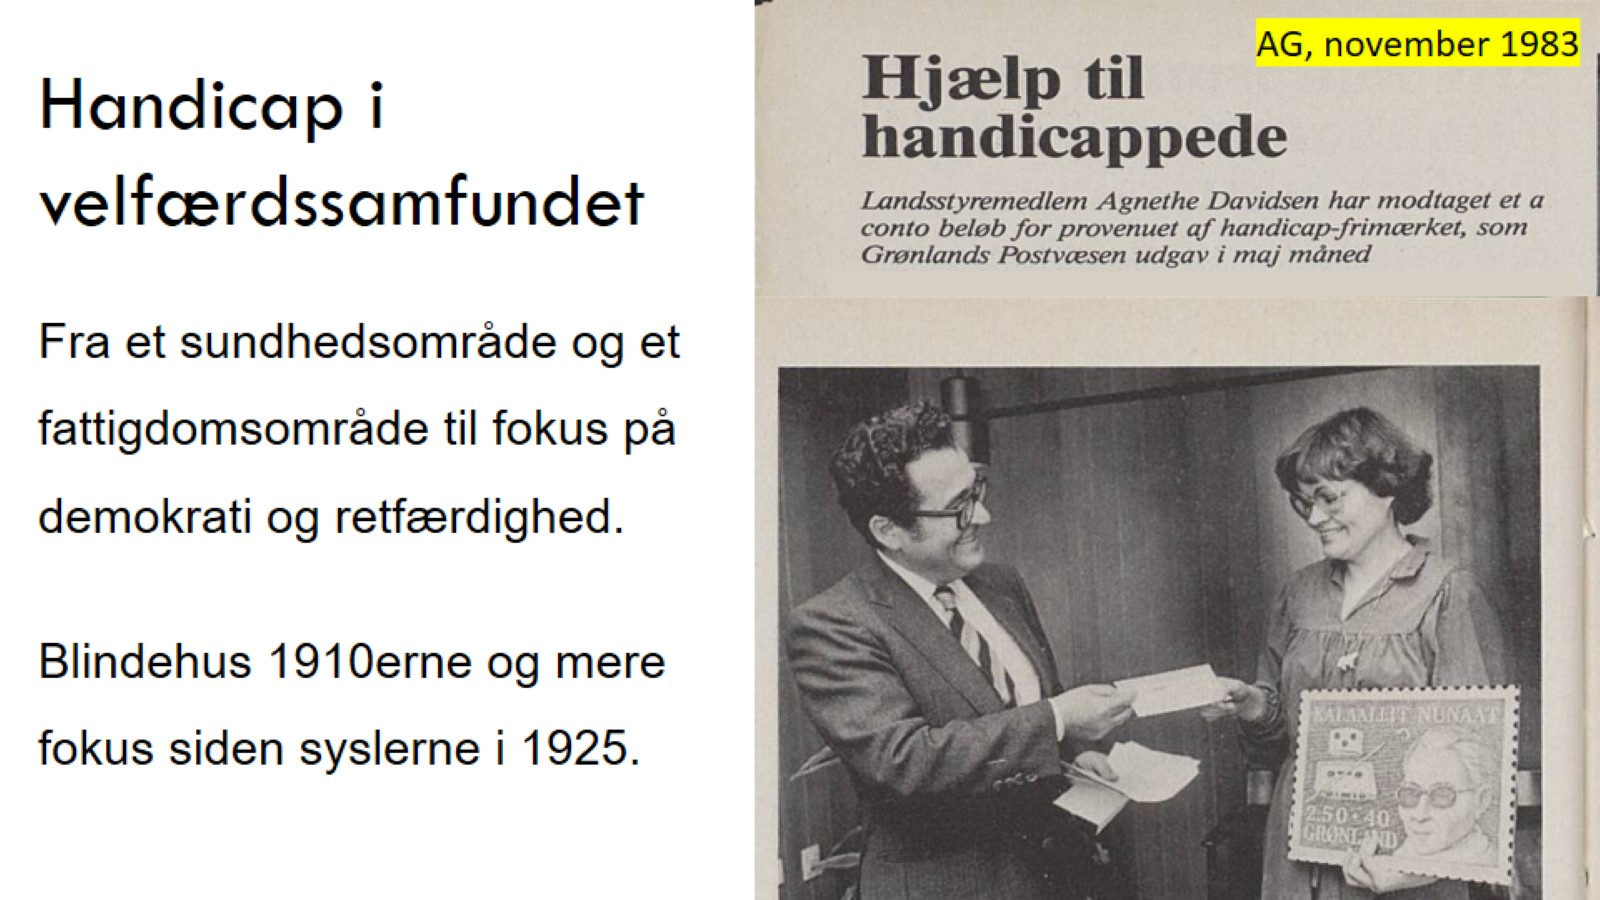 Handicap i
velfærdssamfundet
Fra et sundhedsområde og et
fattigdomsområde til fokus på
demokrati og retfærdighed.
Blindehus 1910erne og mere
fokus siden syslerne i 1925.
AG, november 1983
Hjælp til
handicappede
Landsstyremedlem Agnethe Davidsen har modtaget et a
conto beløb for provenuet af handicap-frimærket, som
Grønlands Postvæsen udgav i maj måned
KALAALLIT NUNAAT
2.50+40
GRØNLAND